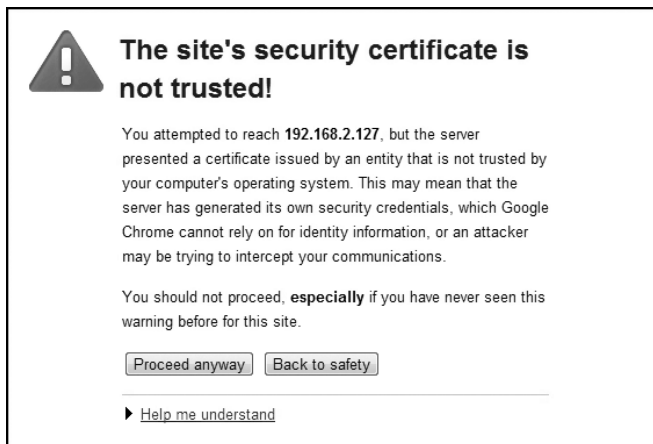 The site's security certificate is
not trusted!
You attempted to reach 192.168.2.127, but the server
presented a certificate issued by an entity that is not trusted by
your computer's operating system. This may mean that the
server has generated its own security credentials, which Google
Chrome cannot rely on for identity information, or an attacker
may be trying to intercept your communications.
You should not proceed, especially if you have never seen this
warning before for this site.
Proceed anyway Back to safety
Help me understand